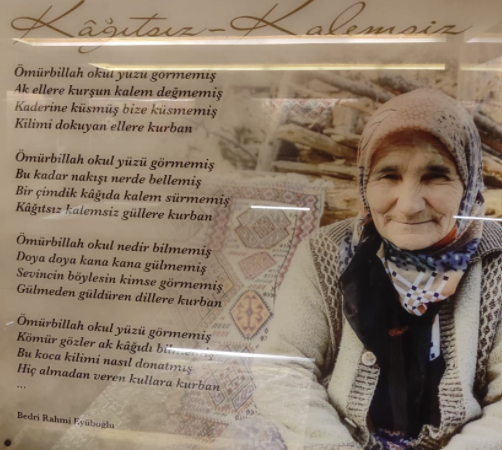 Kâğıtsız-Kalemsiz
Ömürbillah okul yüzü görmemiş
Ak ellere kurşun kalem değmemiş
Kaderine küsmüş bize küsmemiş
Kilimi dokuyan ellere kurban
Ömürbillah okul yüzü görmemiş
Bu kadar nakışı nerde bellemiş
Bir çimdik kâğıda kalem sürmemiş
Kâğıtsız kalemsiz güllere kurban
Ömürbillah okul nedir bilmemiş
Doya doya kana kana gülmemiş
Sevincin böylesin kimse görmemiş
Gülmeden güldüren dillere kurban
Ömürbillah okul yüzü görmemiş
Kömür gözler ak kâğıdı bilmemiş
Bu koca kilimi nasıl donatmış
Hiç almadan veren kullara kurban
...
Bedri Rahmi Eyüboğlu